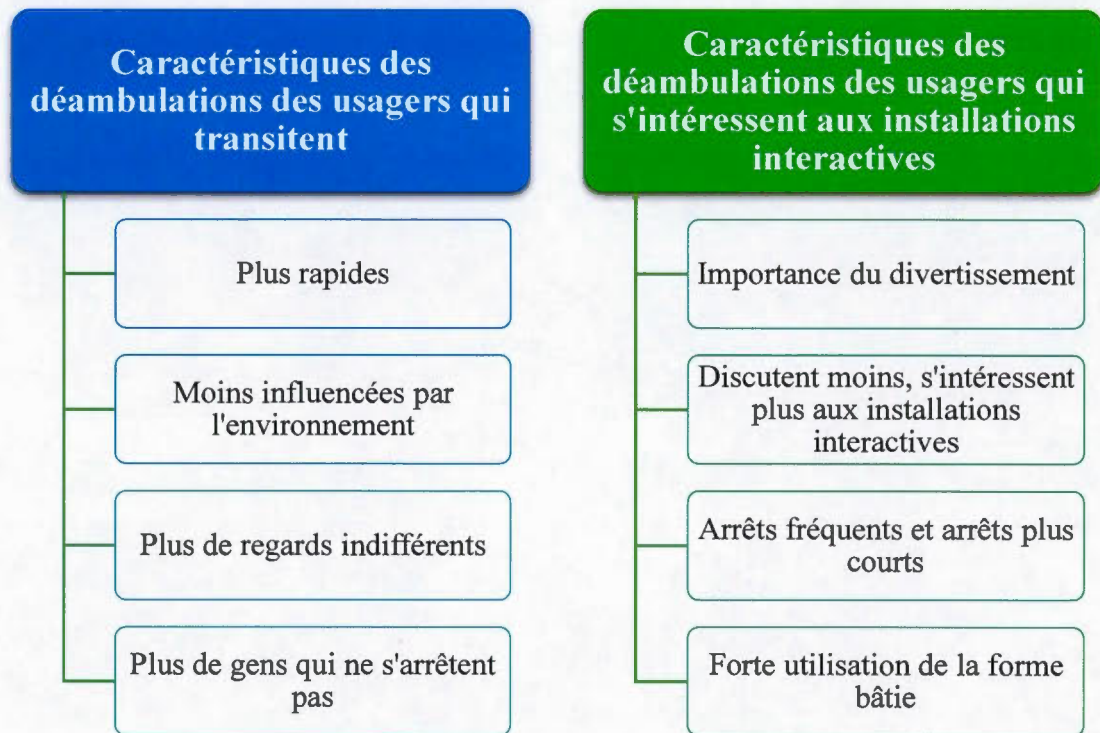 Caractéristiques des
déambulations des usagers qui
transitent
Plus rapides
Moins influencées par
l'environnement
Plus de regards indifférents
Plus de gens qui ne s'arrêtent
pas
Caractéristiques des
déambulations des usagers qui
s'intéressent aux installations
interactives
Importance du divertissement
Discutent moins, s'intéressent
plus aux installations
interactives
Arrêts fréquents et arrêts plus
courts
Forte utilisation de la forme
bâtie